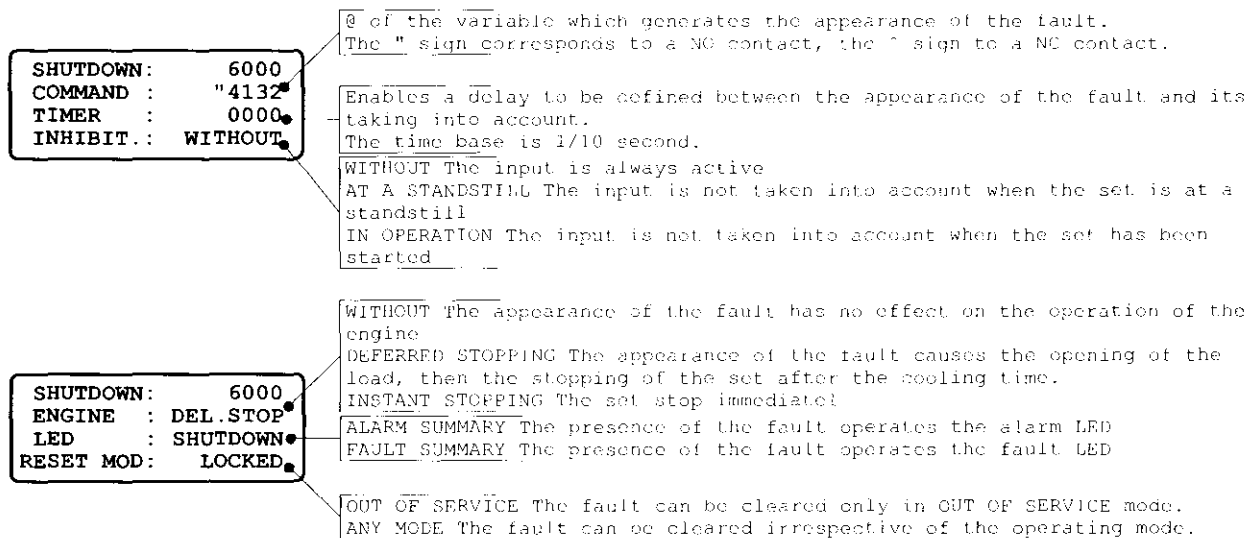 @ of the variable which generates the appearance of the fault.
The " sign corresponds to a NO contact, the ^ sign to a NC contact.
SHUTDOWN: 6000
COMMAND : "4132
TIMER : 0000
INHIBIT.: WITHOUT
Enables a delay to be defined between the appearance of the fault and its
taking into account.
The time base is 1/10 second.
WITHOUT The input is always active
AT A STANDSTILL The input is not taken into account when the set is at a
standstill
IN OPERATION The input is not taken into account when the set has been
started
WITHOUT The appearance of the fault has no effect on the operation of the
engine
DEFERRED STOPPING The appearance of the fault causes the opening of the
load, then the stopping of the set after the cooling time.
INSTANT STOPPING The set stop immediatel
SHUTDOWN: 6000
ENGINE : DEL.STOP
LED : SHUTDOWN
RESET MOD: LOCKED
ALARM SUMMARY The presence of the fault operates the alarm LED
FAULT SUMMARY The presence of the fault operates the fault LED
OUT OF SERVICE The fault can be cleared only in OUT OF SERVICE mode.
ANY MODE The fault can be cleared irrespective of the operating mode.